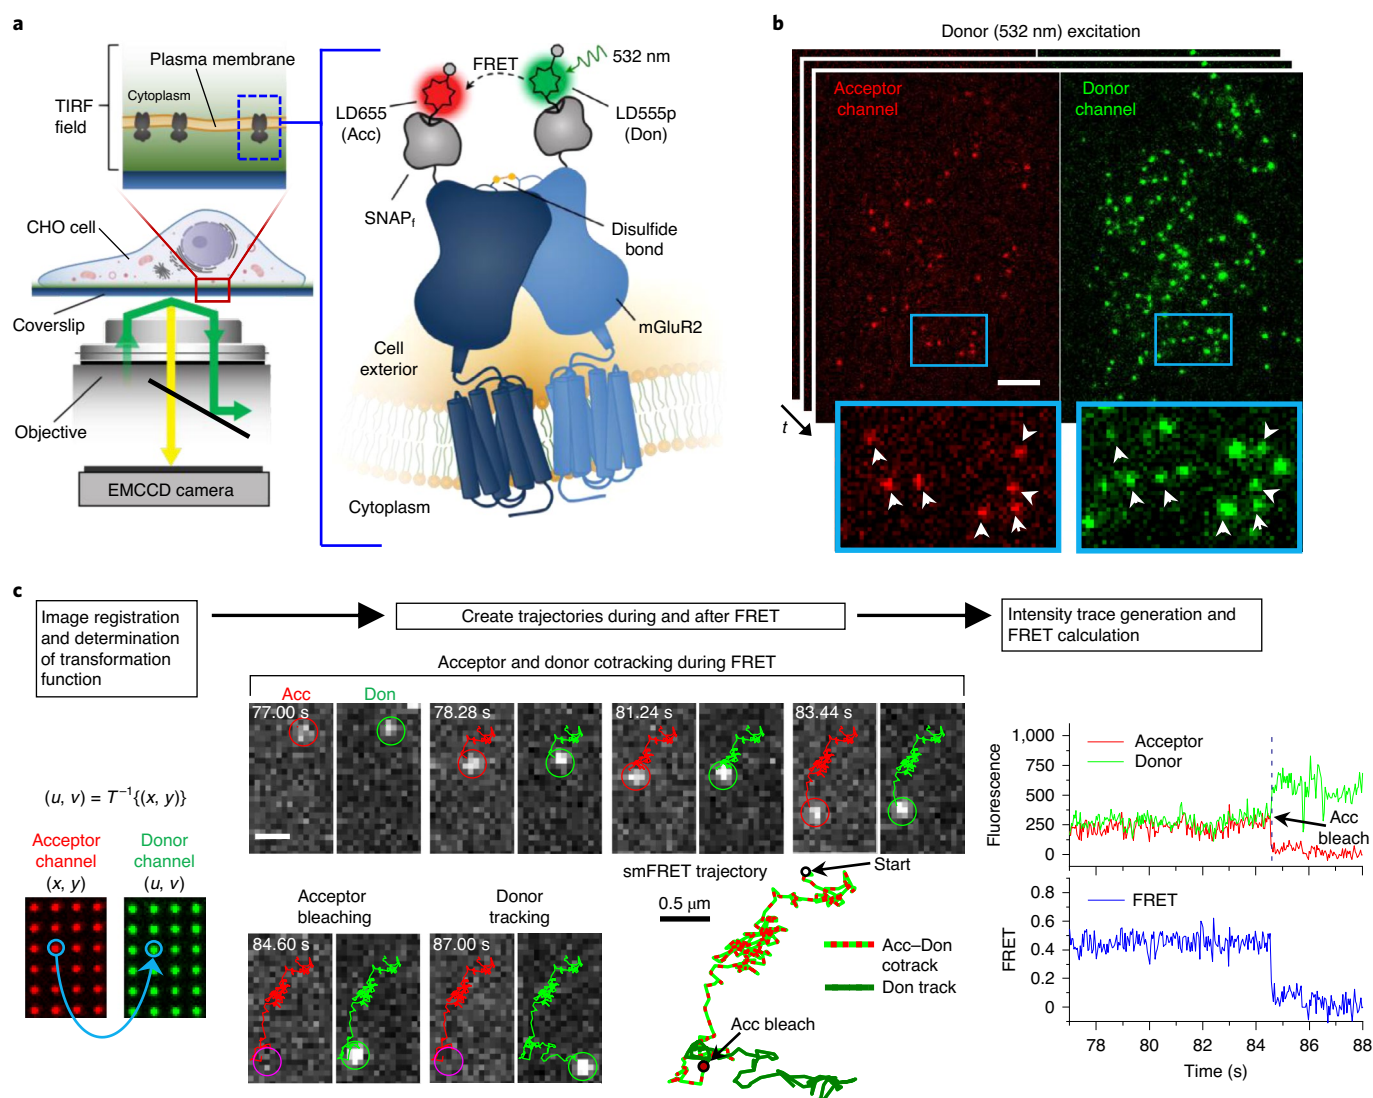 a
Plasma membrane
Cytoplasm
TIRF
field
CHO cell
Coverslip
Objective
EMCCD camera
FRET
532 nm
LD655
(Acc)
LD555p
(Don)
SNAPf
Disulfide
bond
mGluR2
Cell
exterior
Cytoplasm
b
Donor (532 nm) excitation
Acceptor
channel
Donor
channel
t
c
Image registration
and determination
of transformation
function
Create trajectories during and after FRET
Intensity trace generation and
FRET calculation
Acceptor and donor cotracking during FRET
Acc
Don
77.00 s
78.28 s
81.24 s
83.44 s
(u, v) = T⁻¹{(x, y)}
Acceptor
channel
(x, y)
Donor
channel
(u, v)
Acceptor
bleaching
Donor
tracking
84.60 s
87.00 s
smFRET trajectory
Start
0.5 μm
Acc–Don
cotrack
Don track
Acc bleach
Fluorescence
1,000
750
500
250
0
Acceptor
Donor
Acc
bleach
FRET
0.8
0.6
0.4
0.2
0
FRET
78 80 82 84 86 88
Time (s)